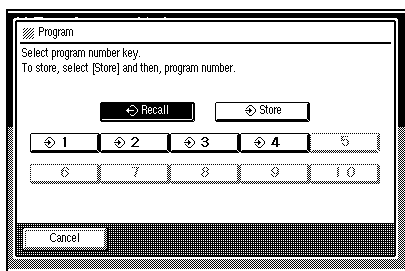 Program
Select program number key.
To store, select [Store] and then, program number.
Recall Store
1 2 3 4 5
6 7 8 9 10
Cancel